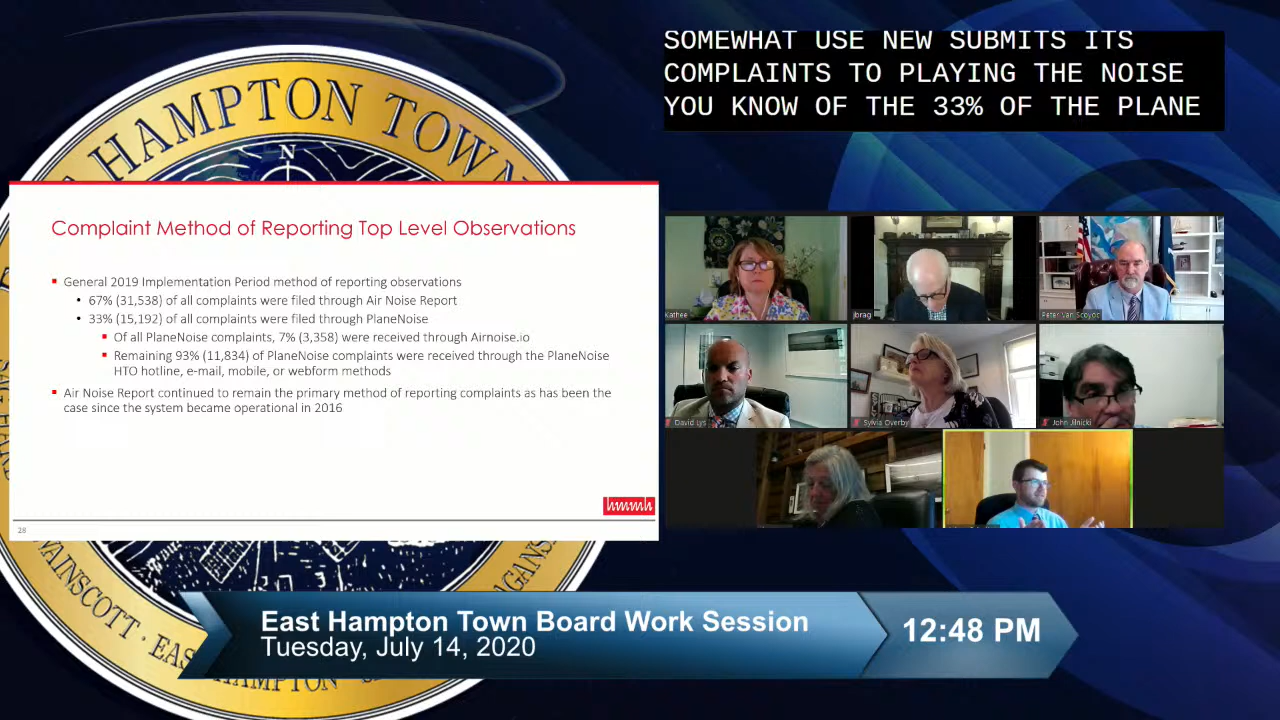 SOMEWHAT USE NEW SUBMITS ITS
COMPLAINTS TO PLAYING THE NOISE
YOU KNOW OF THE 33% OF THE PLANE
HAMPTON TOWN
N
Complaint Method of Reporting Top Level Observations
General 2019 Implementation Period method of reporting observations
67% (31,538) of all complaints were filed through Air Noise Report
33% (15,192) of all complaints were filed through PlaneNoise
Of all PlaneNoise complaints, 7% (3,358) were received through Airnoise.io
Remaining 93% (11,834) of PlaneNoise complaints were received through the PlaneNoise
HTO hotline, e-mail, mobile, or webform methods
Air Noise Report continued to remain the primary method of reporting complaints as has been the
case since the system became operational in 2016
hmmh
28
Kathee
jbrag
Peter Van Scoyoc
David Lys
Sylvia Overby
John Jilnicki
WAINSCOTT · EAS
HAMPTON
East Hampton Town Board Work Session
Tuesday, July 14, 2020
12:48 PM